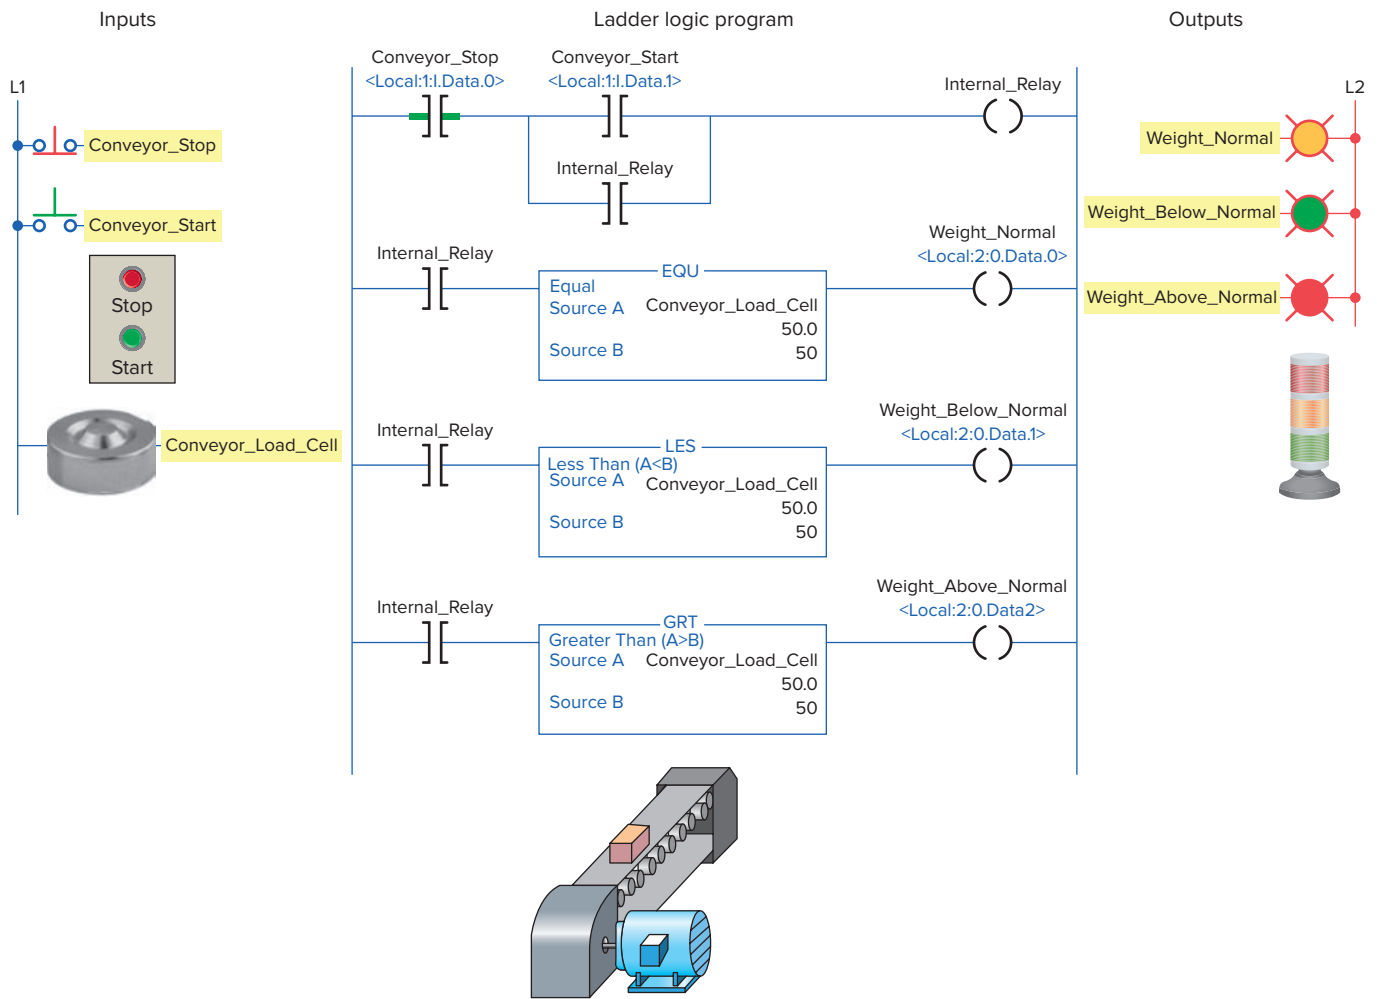 Inputs
Ladder logic program
Outputs
L1
Conveyor_Stop
Conveyor_Start
Stop
Start
Conveyor_Load_Cell
Conveyor_Stop
<Local:1:I.Data.0>
Conveyor_Start
<Local:1:I.Data.1>
Internal_Relay
Internal_Relay
Internal_Relay
Weight_Normal
<Local:2:0.Data.0>
EQU
Equal
Source A Conveyor_Load_Cell
50.0
Source B 50
Internal_Relay
Weight_Below_Normal
<Local:2:0.Data.1>
LES
Less Than (A<B)
Source A Conveyor_Load_Cell
50.0
Source B 50
Internal_Relay
Weight_Above_Normal
<Local:2:0.Data2>
GRT
Greater Than (A>B)
Source A Conveyor_Load_Cell
50.0
Source B 50
L2
Weight_Normal
Weight_Below_Normal
Weight_Above_Normal